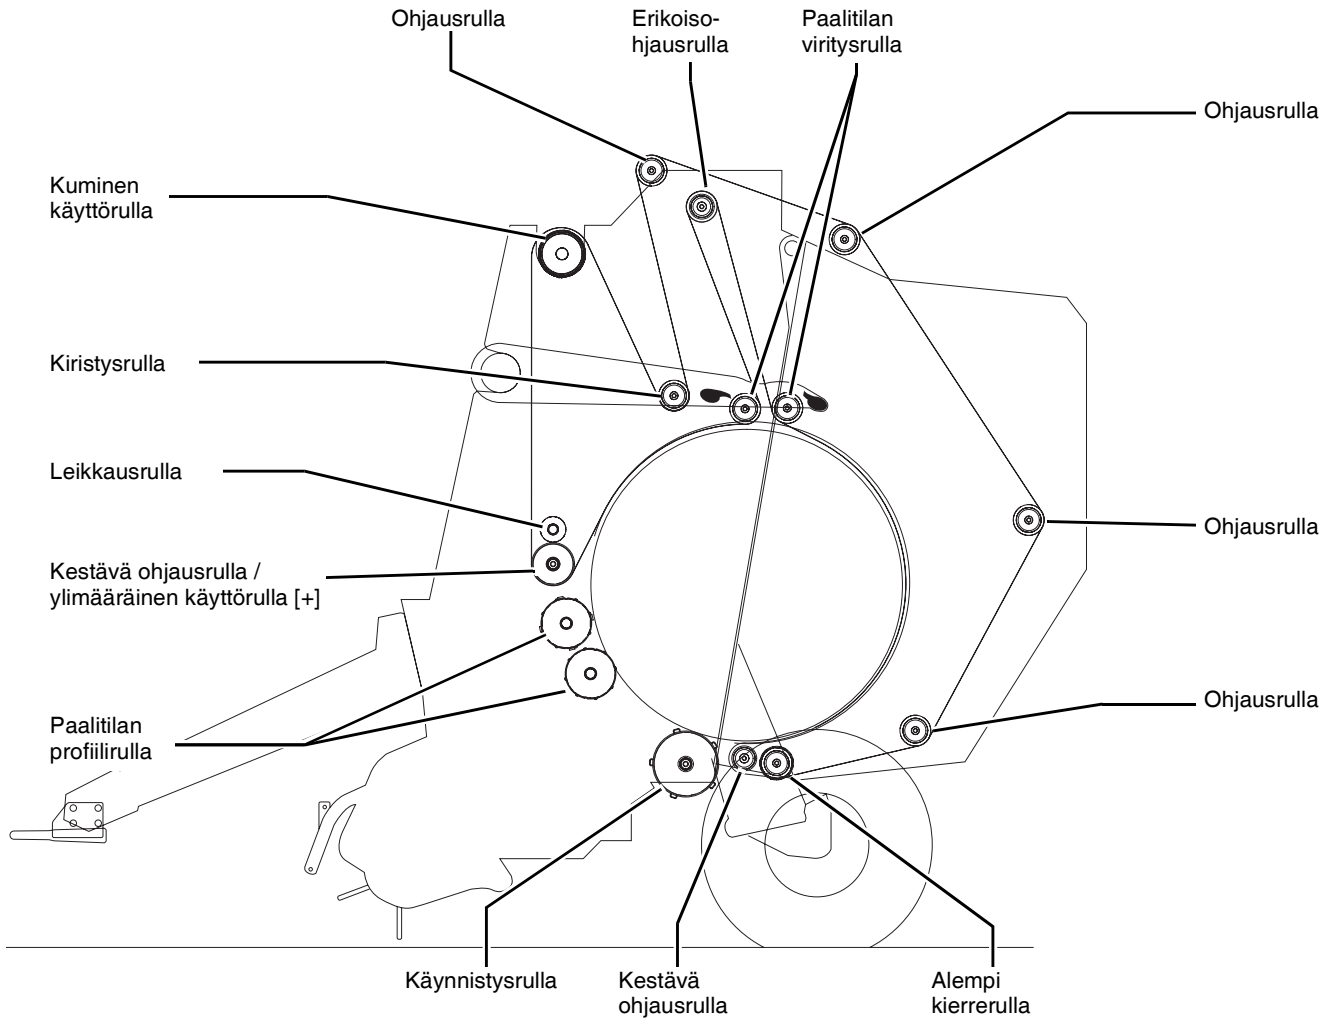 Ohjausrulla
Erikoiso-
hjausrulla
Paalitilan
viritysrulla
Ohjausrulla
Kuminen
käyttörulla
Kiristysrulla
Leikkausrulla
Ohjausrulla
Kestävä ohjausrulla /
ylimääräinen käyttörulla [+]
Ohjausrulla
Paalitilan
profiilirulla
Käynnistysrulla
Kestävä
ohjausrulla
Alempi
kierrerulla